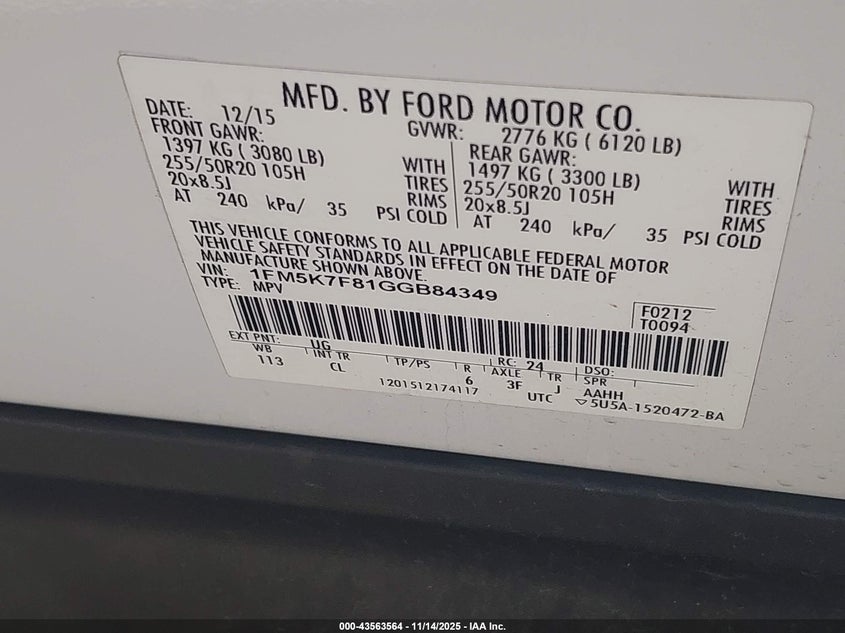 MFD. BY FORD MOTOR CO.
DATE: 12/15
GVWR: 2776 KG ( 6120 LB)
FRONT GAWR:
1397 KG ( 3080 LB) WITH
255/50R20 105H TIRES
20x8.5J RIMS
AT 240 kPa/ 35 PSI COLD
REAR GAWR:
1497 KG ( 3300 LB) WITH
255/50R20 105H TIRES
20x8.5J RIMS
AT 240 kPa/ 35 PSI COLD
THIS VEHICLE CONFORMS TO ALL APPLICABLE FEDERAL MOTOR
VEHICLE SAFETY STANDARDS IN EFFECT ON THE DATE OF
MANUFACTURE SHOWN ABOVE.
VIN: 1FM5K7F81GGB84349
TYPE: MPV
F0212
T0094
EXT PNT: UG RC: 24 DSO:
WB INT TR TP/PS R AXLE TR SPR
113 CL 6 3F J AAHH
1201512174117 UTC ▽5U5A-1520472-BA
000-43563564 - 11/14/2025 - IAA Inc.